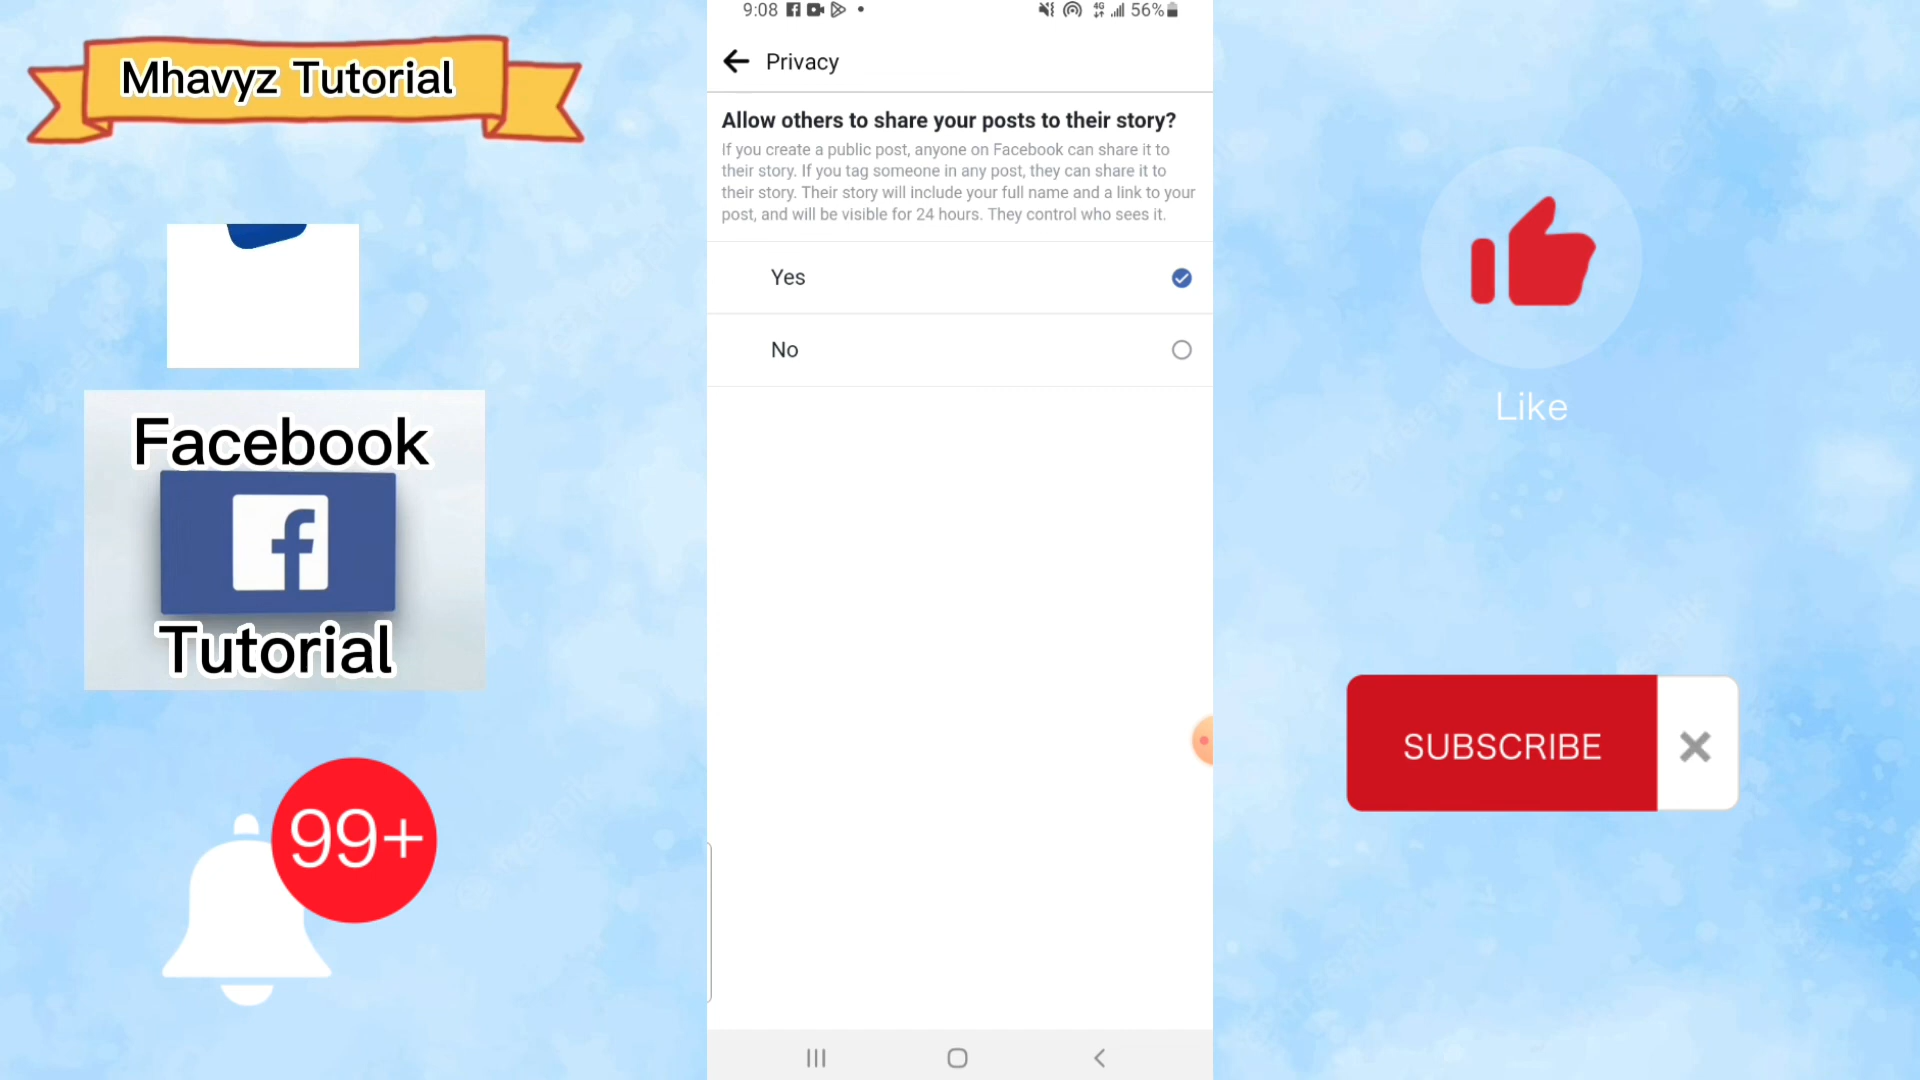 Mhavyz Tutorial
Facebook
f
Tutorial
99+
9:08
4G
56%
Privacy
Allow others to share your posts to their story?
If you create a public post, anyone on Facebook can share it to
their story. If you tag someone in any post, they can share it to
their story. Their story will include your full name and a link to your
post, and will be visible for 24 hours. They control who sees it.
Yes
No
Like
SUBSCRIBE